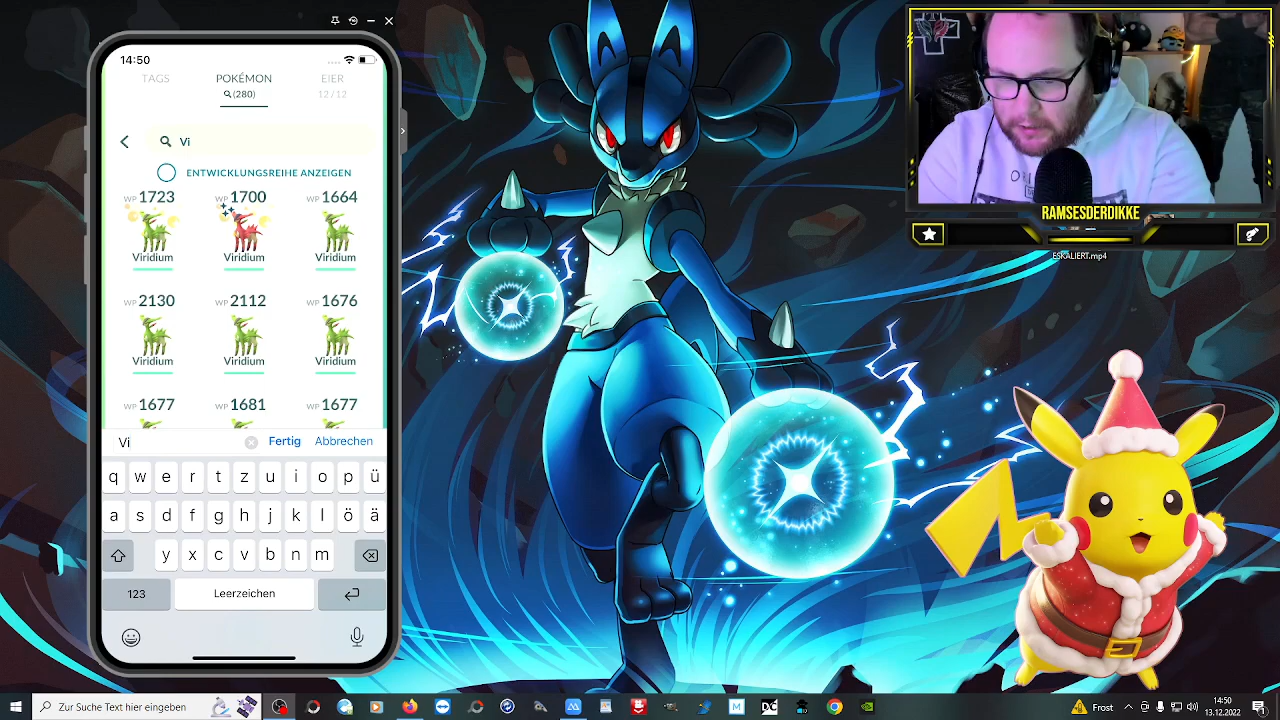 14:50
TAGS POKÉMON EIER
(280) 12 / 12
Vi
ENTWICKLUNGSREIHE ANZEIGEN
WP 1723 WP 1700 WP 1664
Viridium Viridium Viridium
WP 2130 WP 2112 WP 1676
Viridium Viridium Viridium
WP 1677 WP 1681 WP 1677
Vi Fertig Abbrechen
q w e r t z u i o p ü
a s d f g h j k l ö ä
y x c v b n m
123 Leerzeichen
RAMSESDERDIKKE
ESKALIERT.mp4
Zur Suche Text hier eingeben
M
DC
Frost
14:50
13.12.2022